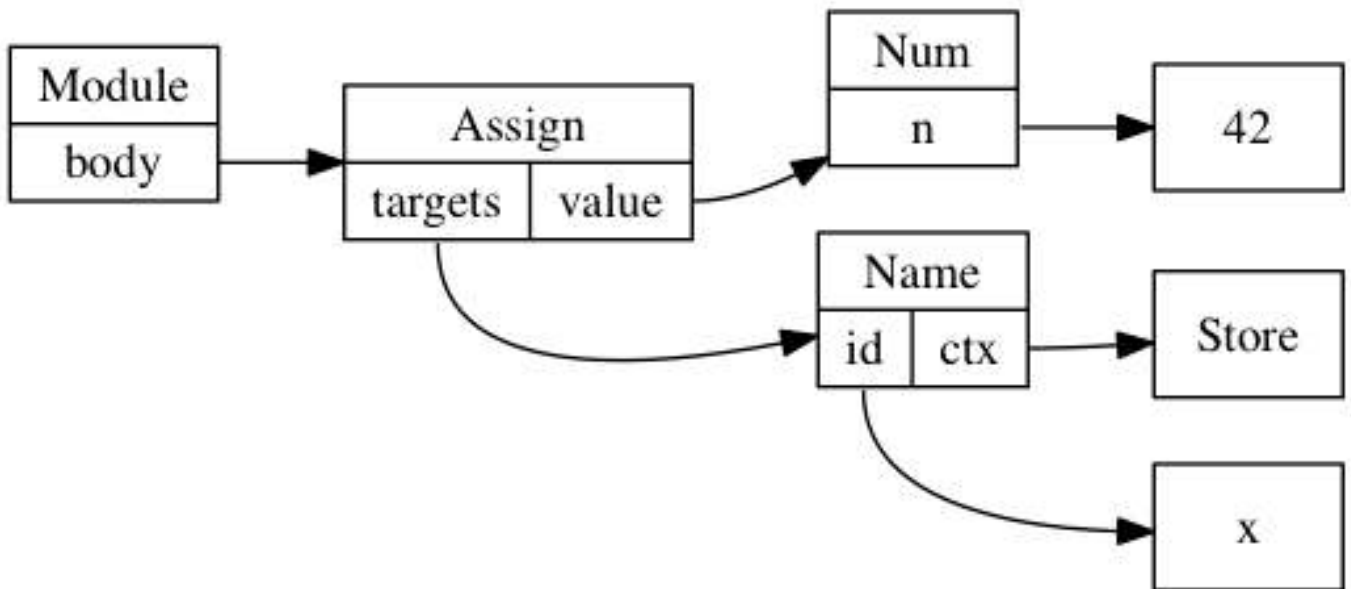 Module
body
Assign
targets value
Num
n
42
Name
id ctx
Store
x